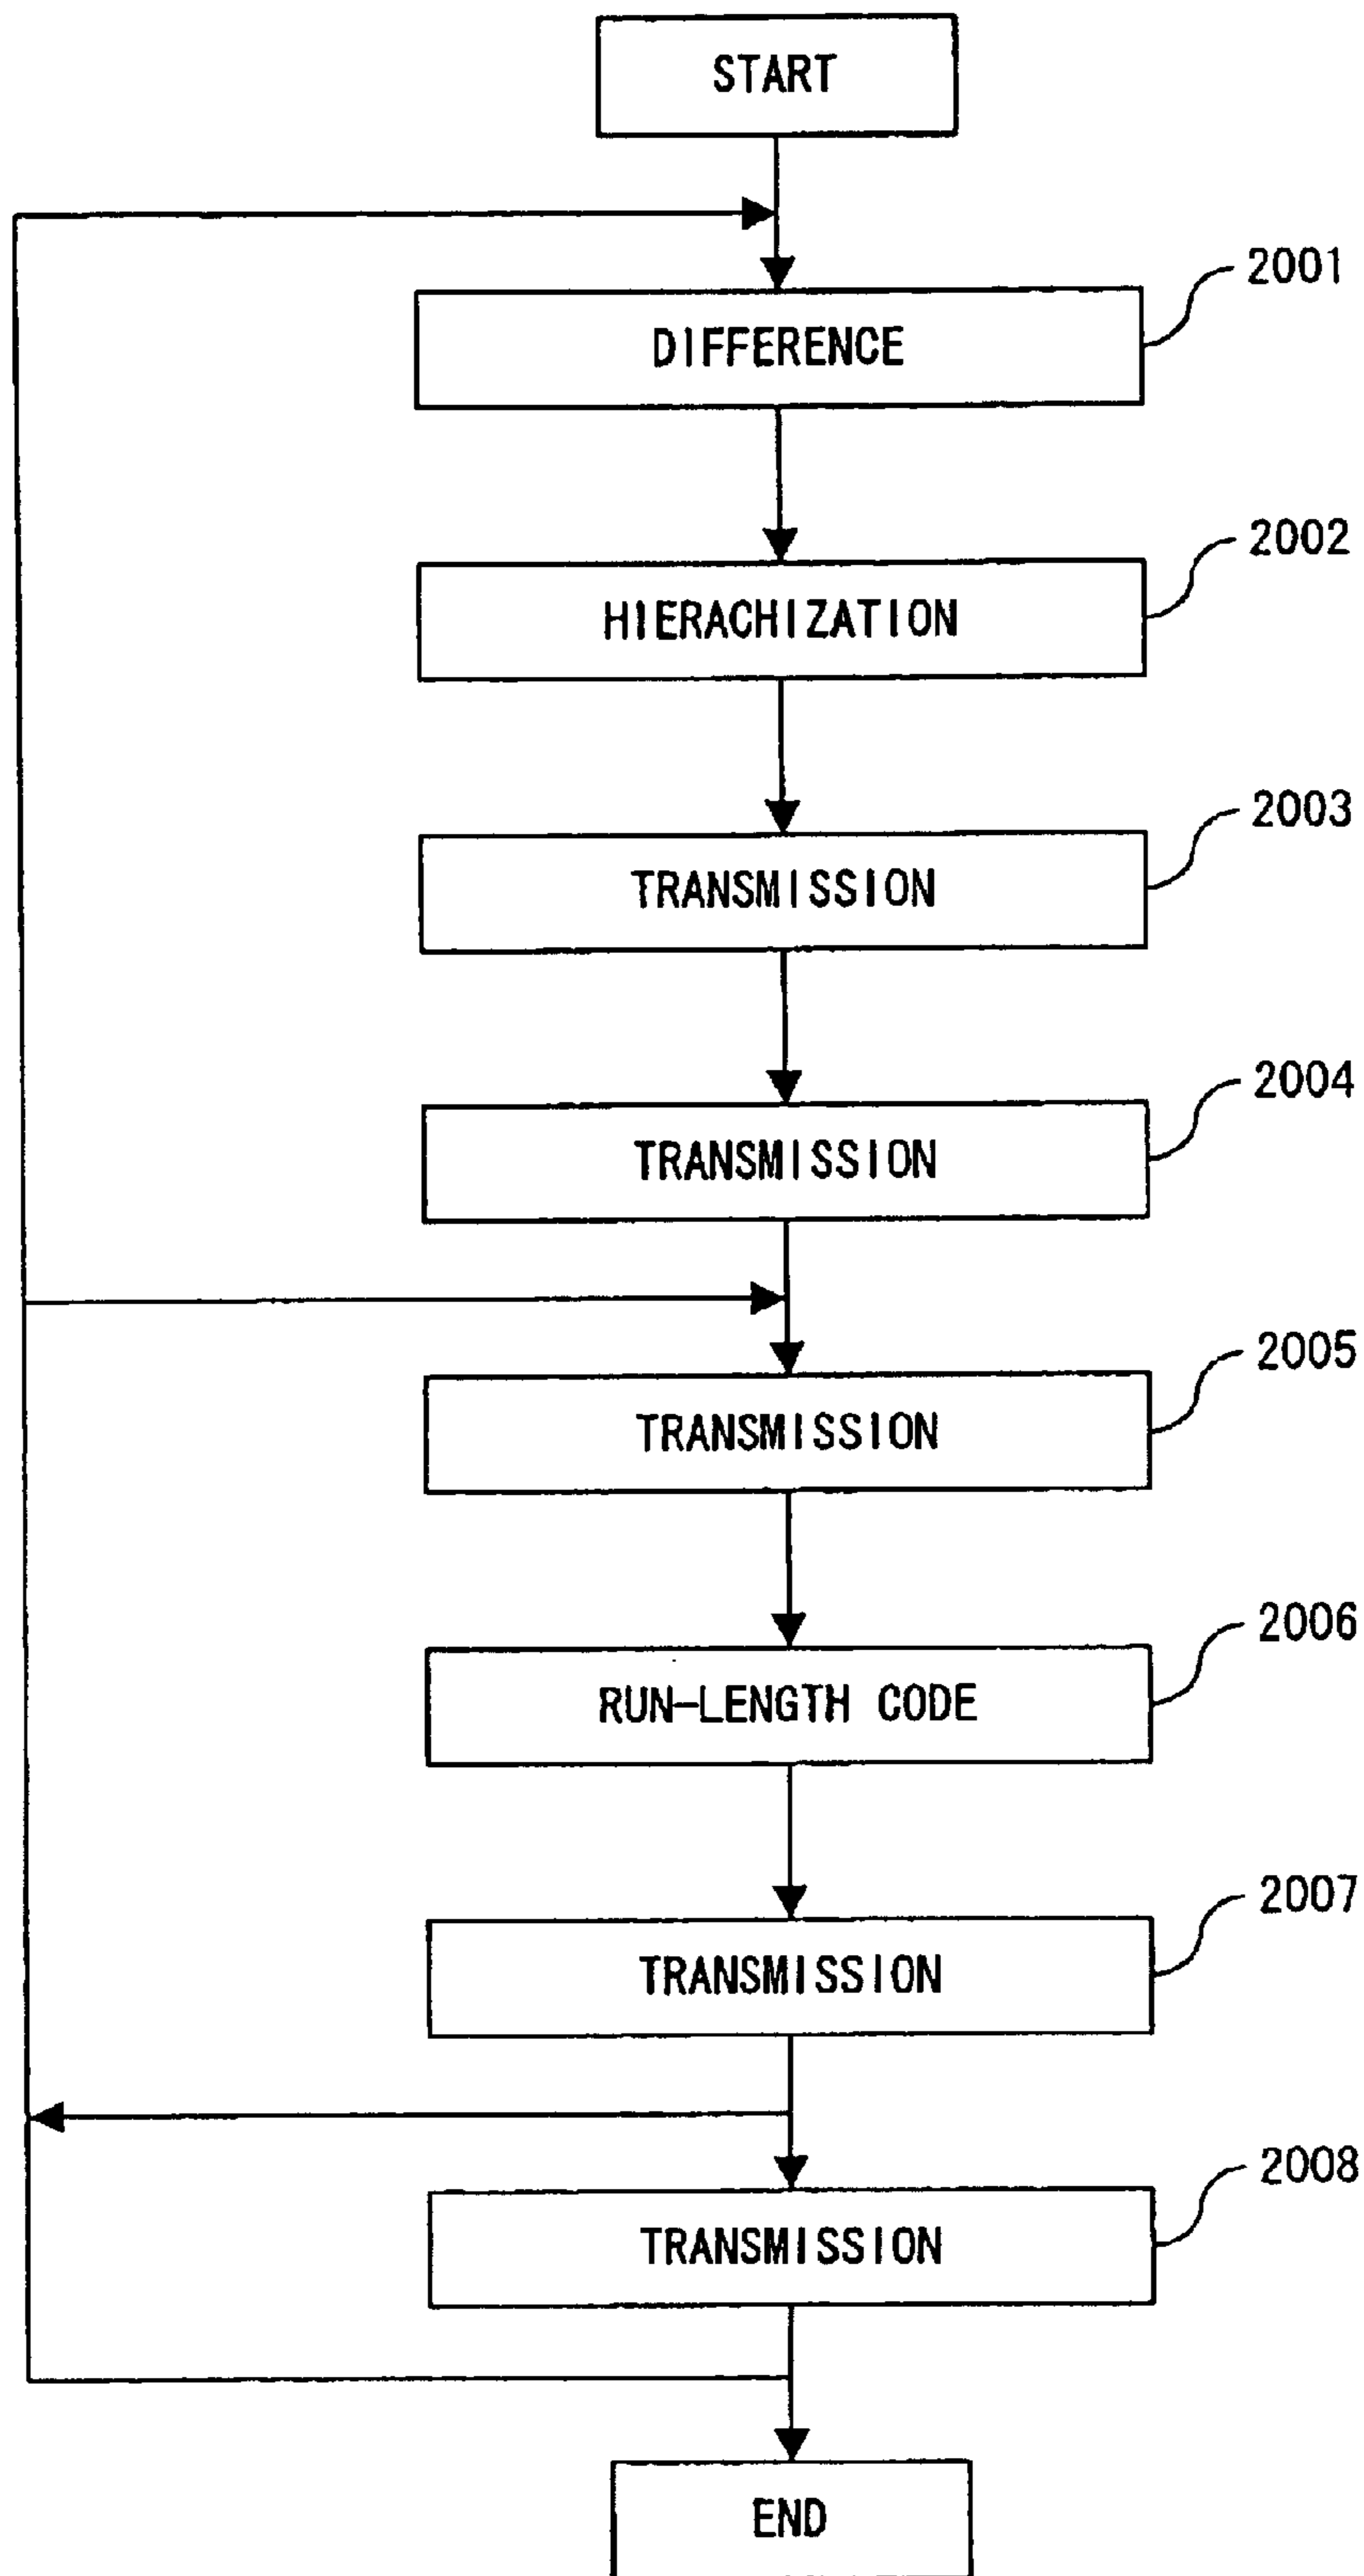 START
2001
DIFFERENCE
2002
HIERACHIZATION
2003
TRANSMISSION
2004
TRANSMISSION
2005
TRANSMISSION
2006
RUN-LENGTH CODE
2007
TRANSMISSION
2008
TRANSMISSION
END